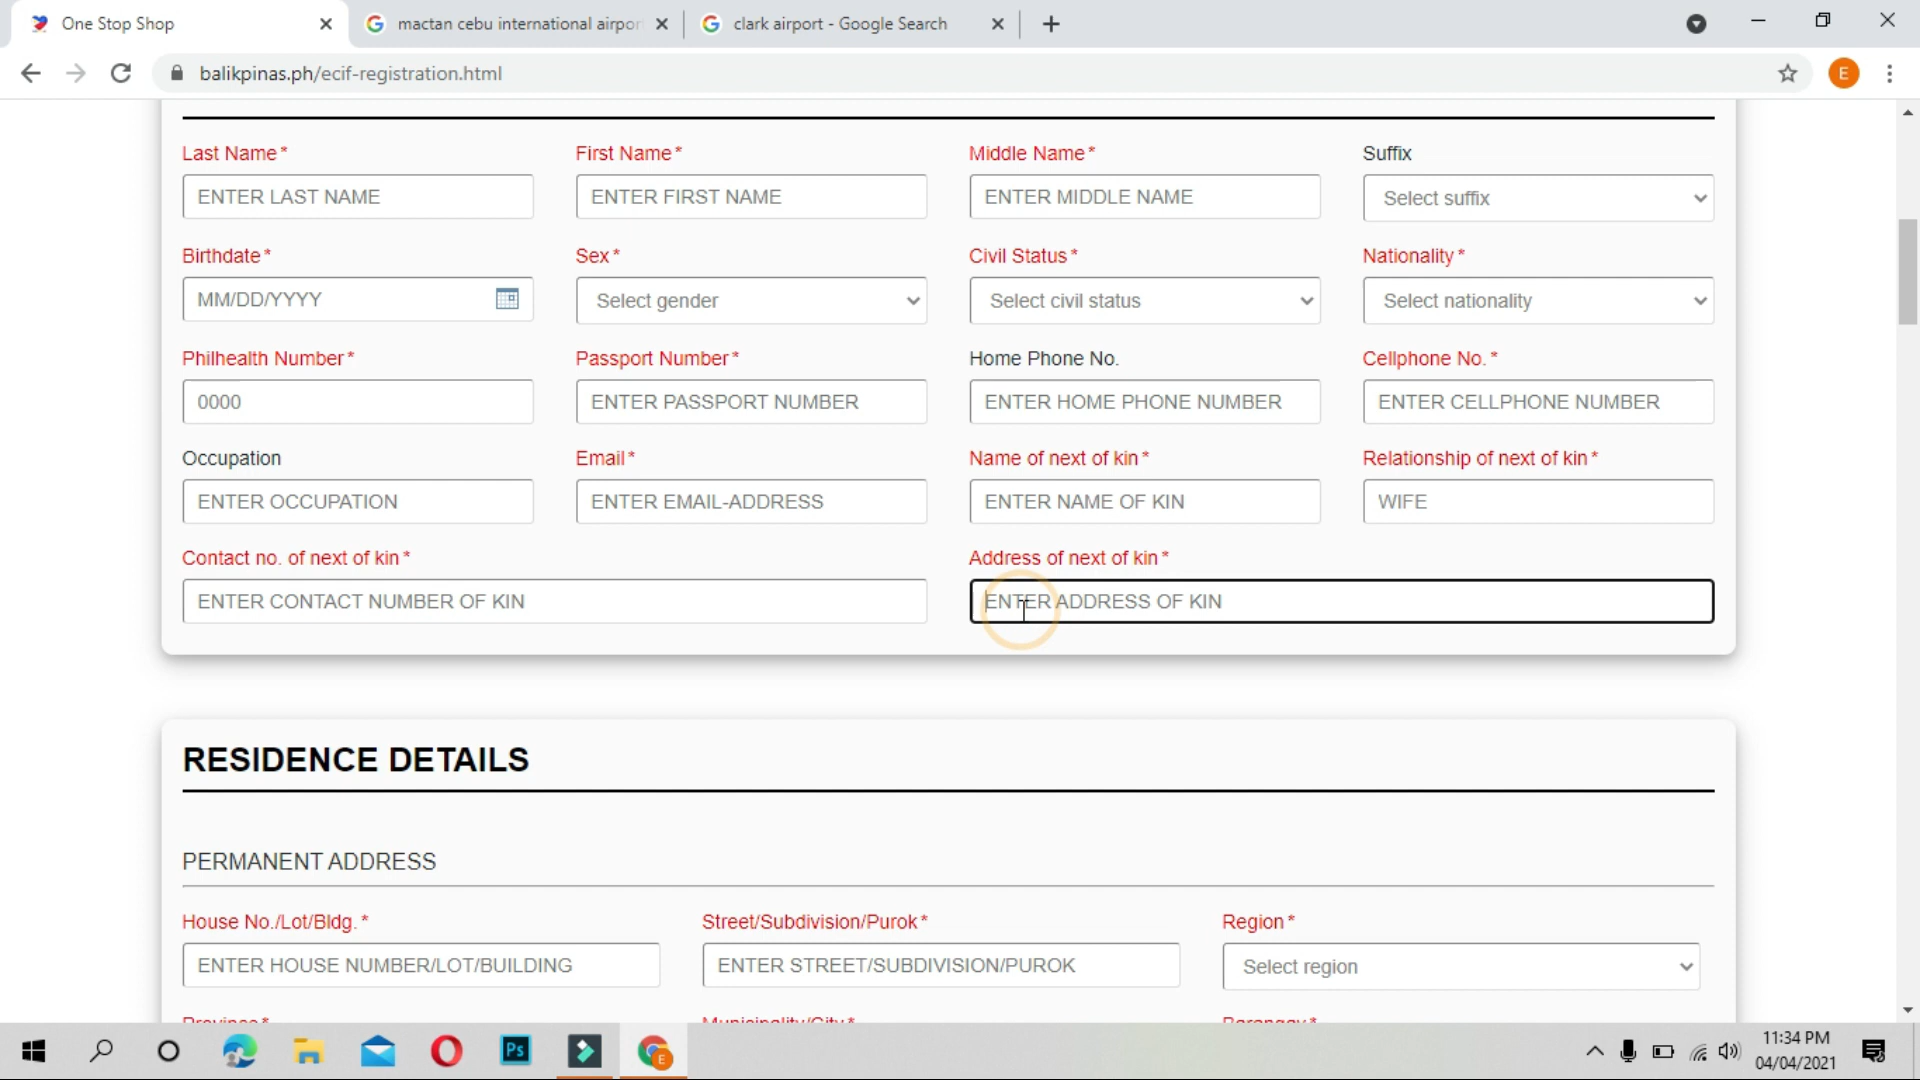 One Stop Shop
mactan cebu international airpor
clark airport - Google Search
balikpinas.ph/ecif-registration.html
E
Last Name*
First Name*
Middle Name*
Suffix
ENTER LAST NAME
ENTER FIRST NAME
ENTER MIDDLE NAME
Select suffix
Birthdate*
Sex*
Civil Status*
Nationality*
MM/DD/YYYY
Select gender
Select civil status
Select nationality
Philhealth Number*
Passport Number*
Home Phone No.
Cellphone No. *
0000
ENTER PASSPORT NUMBER
ENTER HOME PHONE NUMBER
ENTER CELLPHONE NUMBER
Occupation
Email*
Name of next of kin*
Relationship of next of kin*
ENTER OCCUPATION
ENTER EMAIL-ADDRESS
ENTER NAME OF KIN
WIFE
Contact no. of next of kin*
Address of next of kin*
ENTER CONTACT NUMBER OF KIN
ENTER ADDRESS OF KIN
RESIDENCE DETAILS
PERMANENT ADDRESS
House No./Lot/Bldg. *
Street/Subdivision/Purok*
Region*
ENTER HOUSE NUMBER/LOT/BUILDING
ENTER STREET/SUBDIVISION/PUROK
Select region
Province*
Municipality/City*
Barangay*
Ps
E
11:34 PM
04/04/2021